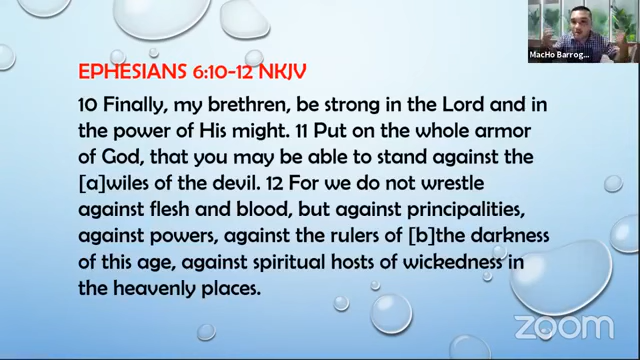 EPHESIANS 6:10-12 NKJV
10 Finally, my brethren, be strong in the Lord and in
the power of His might. 11 Put on the whole armor
of God, that you may be able to stand against the
[a]wiles of the devil. 12 For we do not wrestle
against flesh and blood, but against principalities,
against powers, against the rulers of [b]the darkness
of this age, against spiritual hosts of wickedness in
the heavenly places.
MacHo Barrog...
zoom